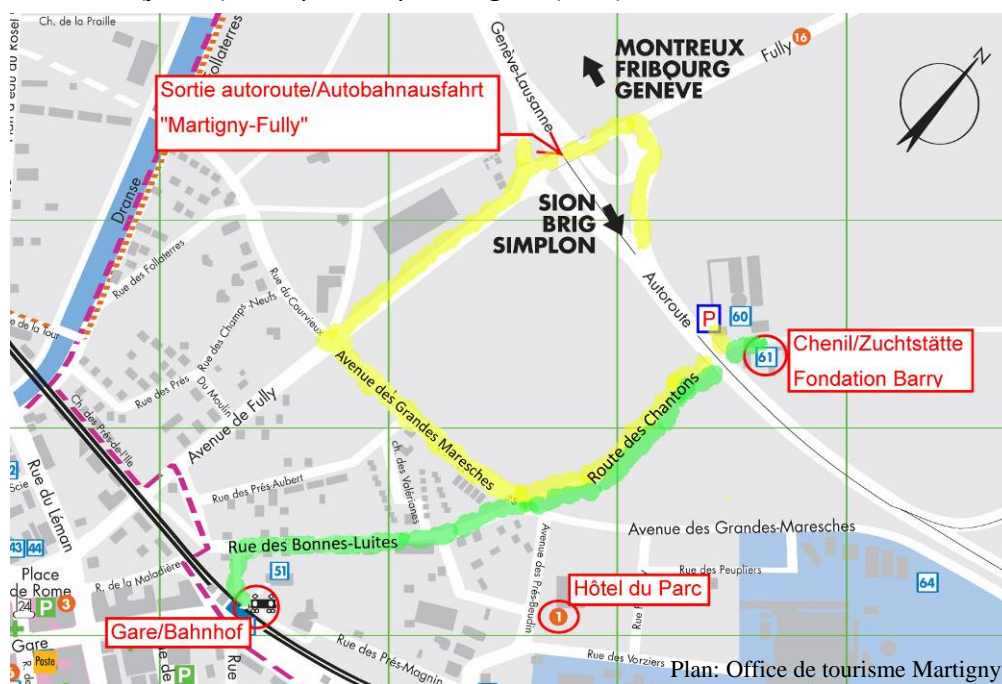 Ch. de la Praille
Follaterres
Genève-Lausanne
MONTREUX
FRIBOURG
GENÈVE
Fully 16
N
Sortie autoroute/Autobahnausfahrt
"Martigny-Fully"
Dranse
SION
BRIG
SIMPLON
Rue des Follaterres
Rue du Courvieux
Autoroute
P
60
61
Chenil/Zuchtstätte
Fondation Barry
Rue des Champs-Neufs
Rue des Prés
Du Moulin
Avenue de Fully
Avenue des Grandes Maresches
Route des Chantons
Ch. des Prés-de-l'Ile
ch. des Valérianes
Rue des Prés-Aubert
Rue du Léman
Rue des Bonnes-Luites
Avenue des Grandes-Maresches
Rue des Peupliers
Avenue des Prés-Beudin
43 44
51
64
R. de la Maladière
Place
de Rome
24 P 3
Hôtel du Parc
1
Gare/Bahnhof
Gare
Poste
P
Rue
Rue des Prés-Magnin
Rue des Vorziers
Plan: Office de tourisme Martigny